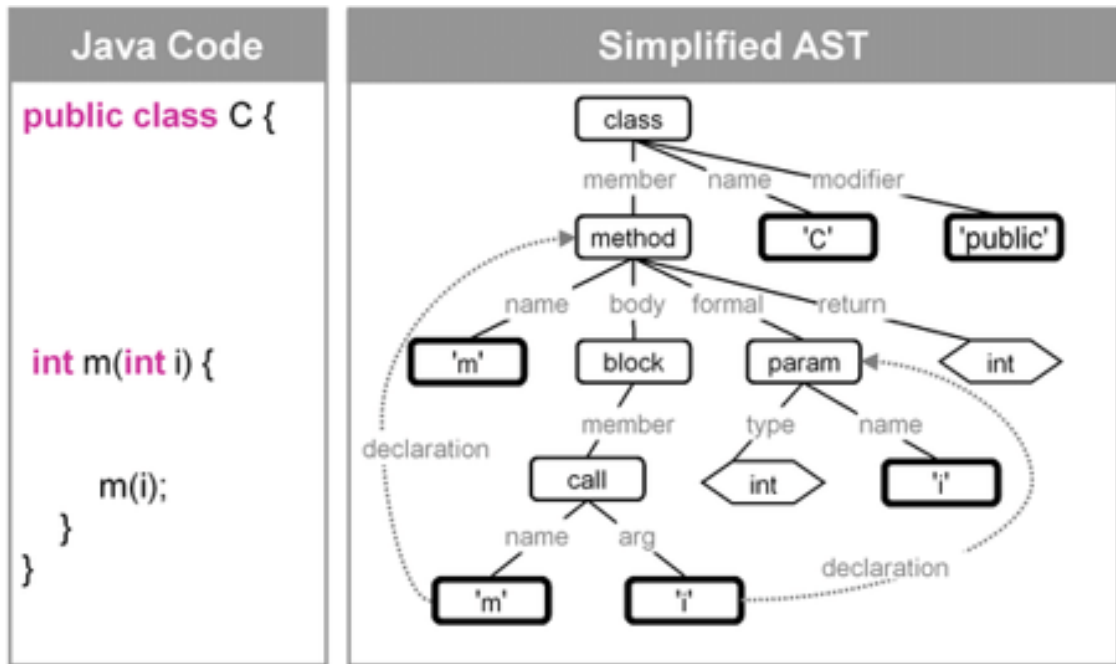 Java Code
public class C {
int m(int i) {
m(i);
}
}
Simplified AST
class
member name modifier
method 'C' 'public'
name body formal return
'm' block param int
declaration member type name
call int 'i'
name arg
declaration
'm' 'i'